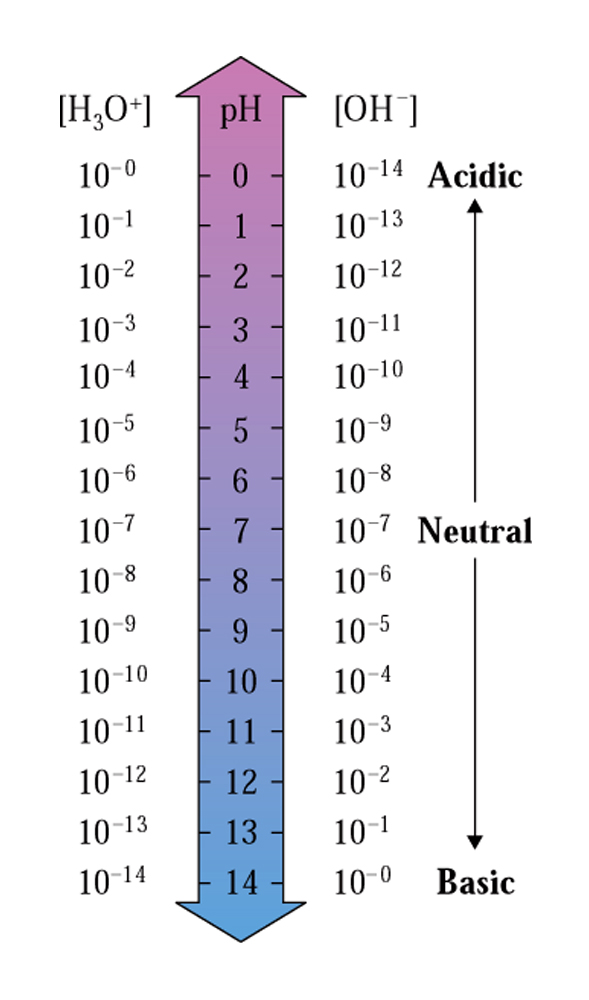 [H₃O⁺] pH [OH⁻]
10⁻⁰ 0 10⁻¹⁴ Acidic
10⁻¹ 1 10⁻¹³
10⁻² 2 10⁻¹²
10⁻³ 3 10⁻¹¹
10⁻⁴ 4 10⁻¹⁰
10⁻⁵ 5 10⁻⁹
10⁻⁶ 6 10⁻⁸
10⁻⁷ 7 10⁻⁷ Neutral
10⁻⁸ 8 10⁻⁶
10⁻⁹ 9 10⁻⁵
10⁻¹⁰ 10 10⁻⁴
10⁻¹¹ 11 10⁻³
10⁻¹² 12 10⁻²
10⁻¹³ 13 10⁻¹
10⁻¹⁴ 14 10⁻⁰ Basic